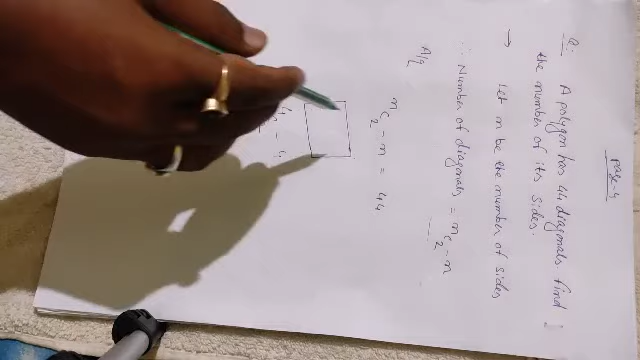 Page-4
Q:- A polygon has 44 diagonals. Find
the number of its sides.
→ Let n be the number of sides
∴ Number of diagonals = nC2 - n
A/q
nC2 - n = 44